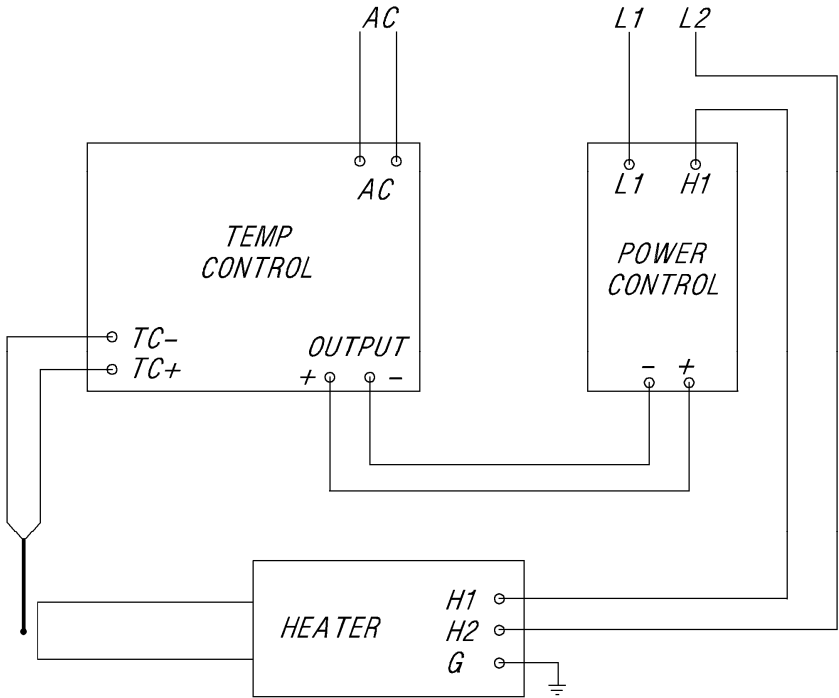 AC
L1 L2
AC
L1 H1
TEMP
CONTROL
POWER
CONTROL
TC-
TC+
OUTPUT
+ -
- +
HEATER
H1
H2
G